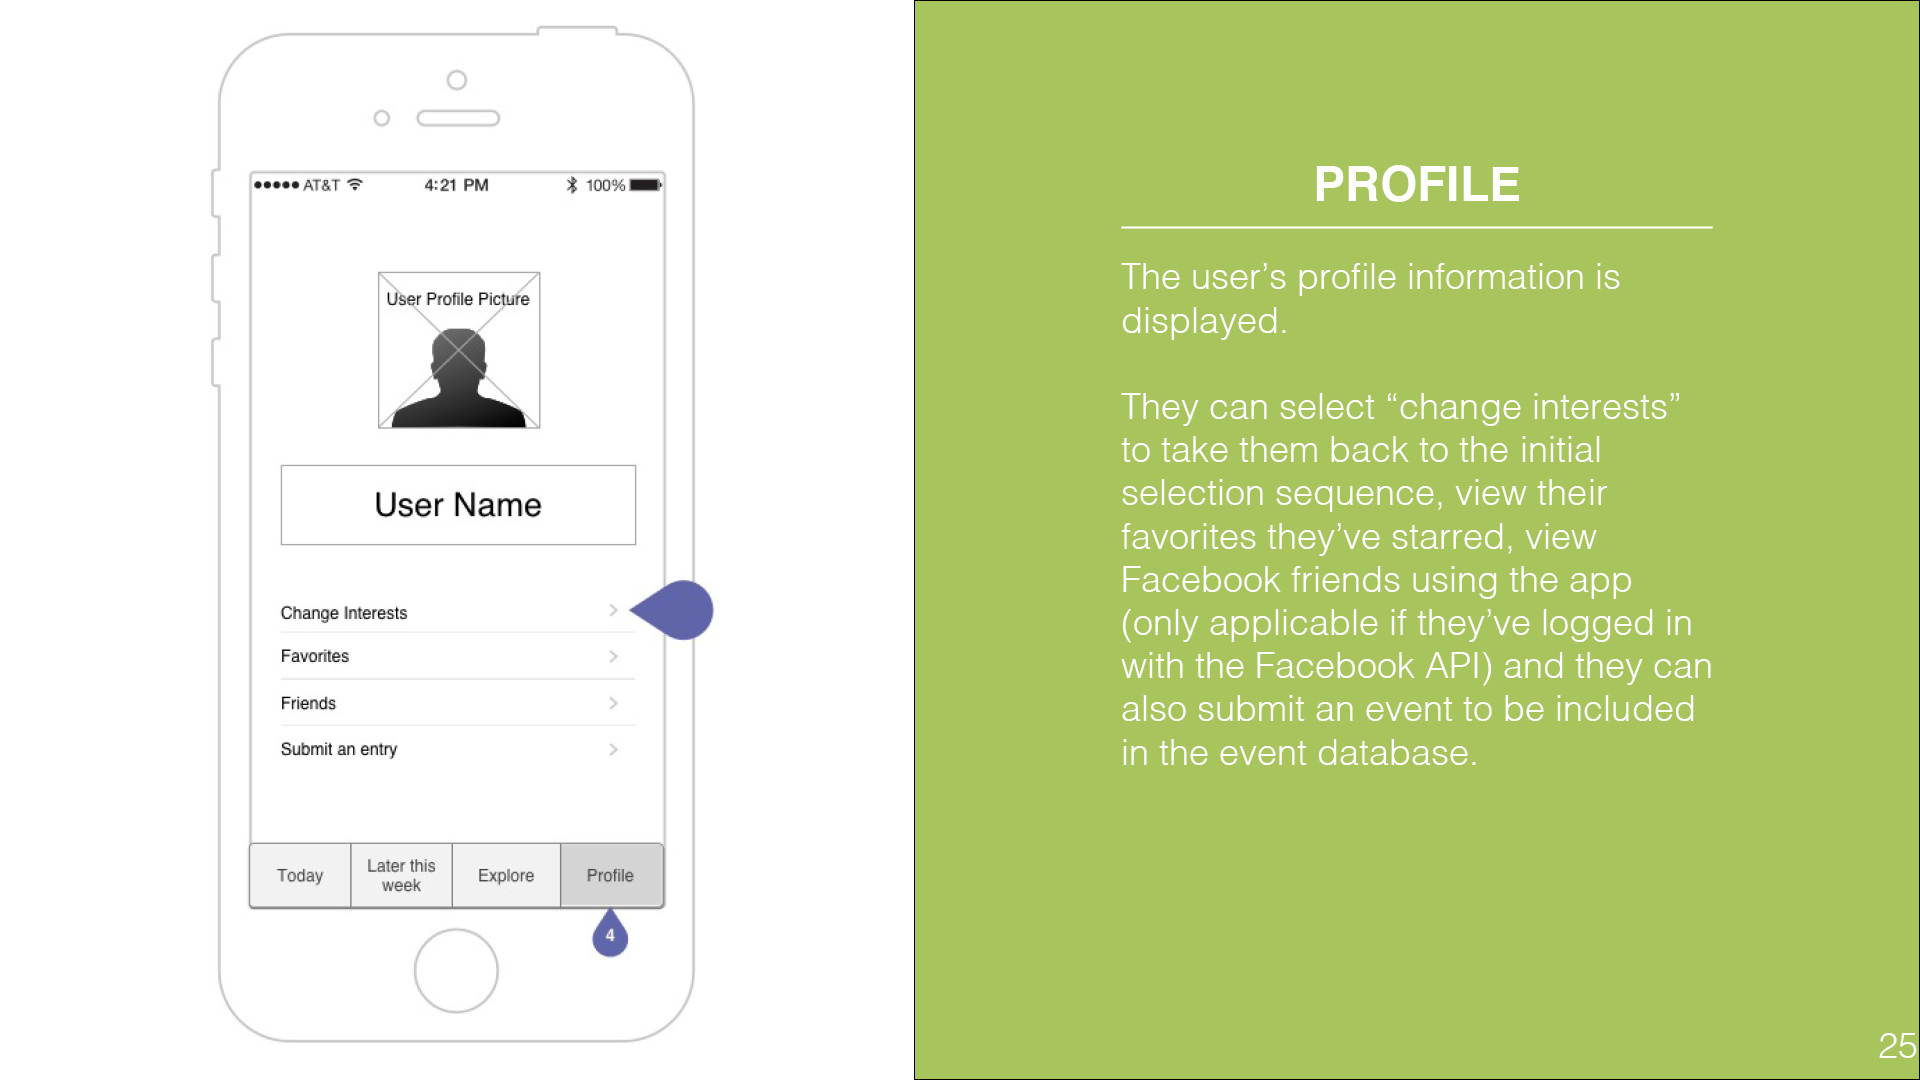 AT&T 4:21 PM 100%
User Profile Picture
User Name
Change Interests
Favorites
Friends
Submit an entry
Today
Later this
week
Explore
Profile
4
PROFILE
The user’s profile information is
displayed.
They can select “change interests”
to take them back to the initial
selection sequence, view their
favorites they’ve starred, view
Facebook friends using the app
(only applicable if they’ve logged in
with the Facebook API) and they can
also submit an event to be included
in the event database.
25